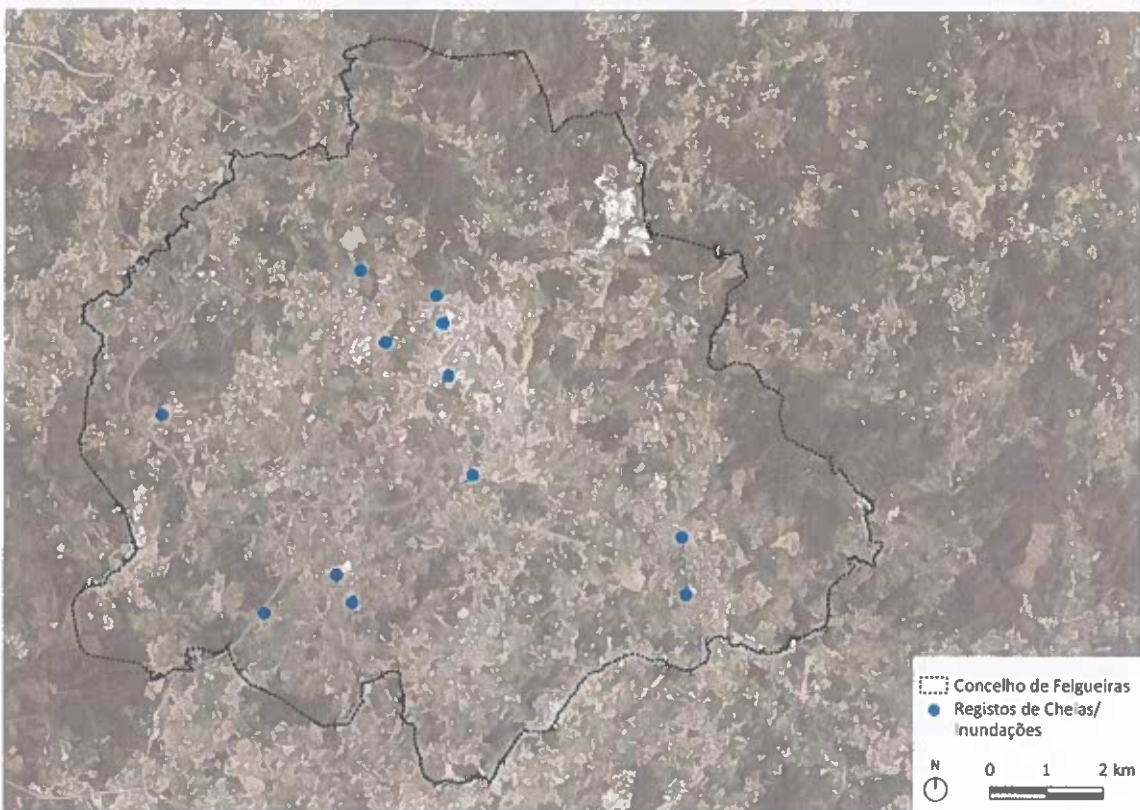 Concelho de Felgueiras
Registos de Cheias/
Inundações
N
0 1 2 km